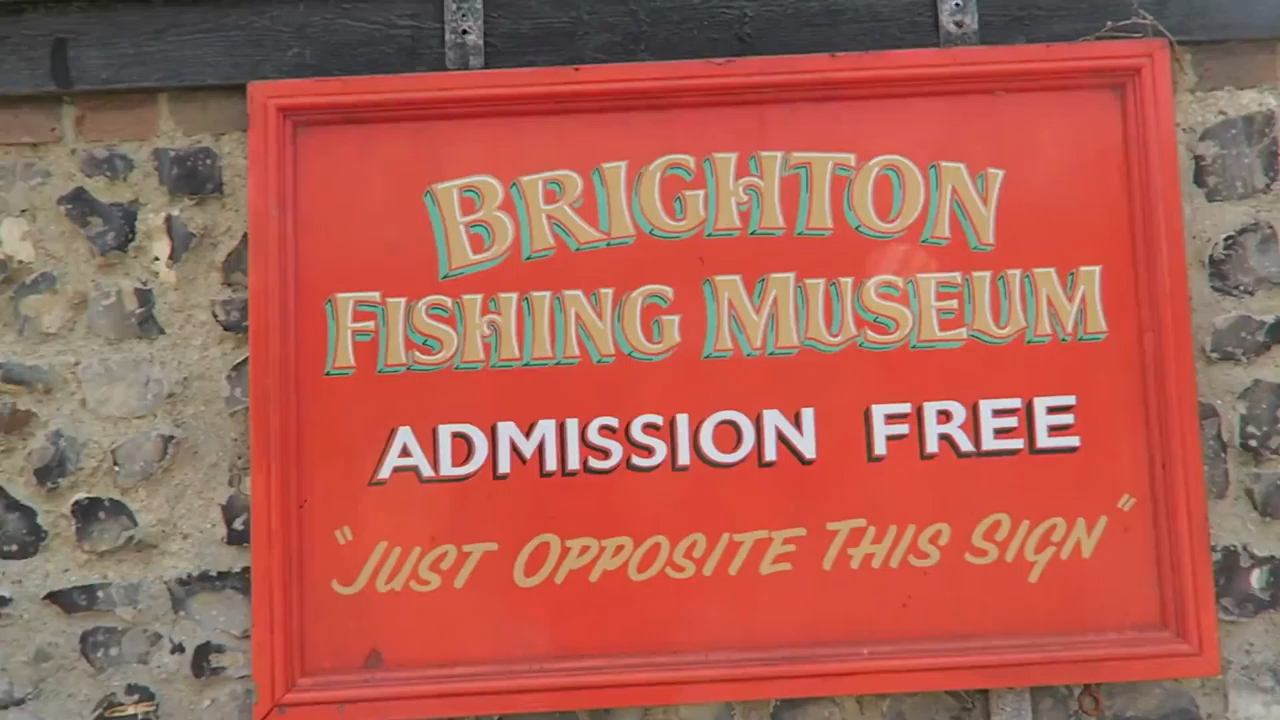 BRIGHTON
FISHING MUSEUM
ADMISSION FREE
"JUST OPPOSITE THIS SIGN"